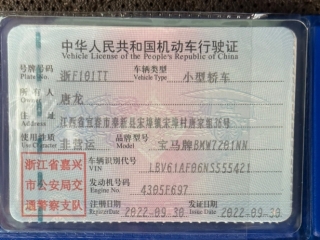 中华人民共和国机动车行驶证
Vehicle License of the People's Republic of China
号牌号码 浙F101TT 车辆类型 小型轿车
Plate No. Vehicle Type
所有人 唐龙
Owner
住址
Address
使用性质 非营运 品牌型号 宝马牌BMW7201NN
Use Character Model
浙江省嘉兴
市公安局交
通警察支队
车辆识别代号 LBV61AF06NS555421
VIN
发动机号码 4305F697
Engine No.
注册日期 2022-09-30 发证日期 2022-09-30
Register Date Issue Date